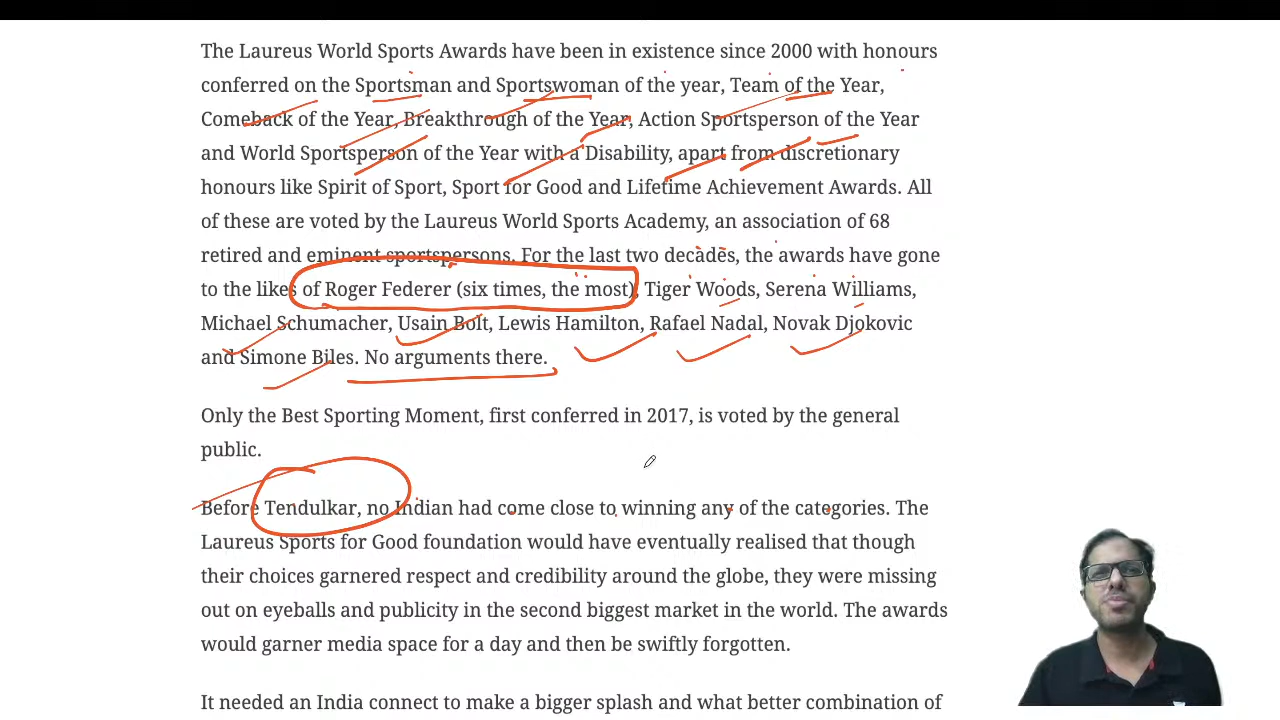 The Laureus World Sports Awards have been in existence since 2000 with honours
conferred on the Sportsman and Sportswoman of the year, Team of the Year,
Comeback of the Year, Breakthrough of the Year, Action Sportsperson of the Year
and World Sportsperson of the Year with a Disability, apart from discretionary
honours like Spirit of Sport, Sport for Good and Lifetime Achievement Awards. All
of these are voted by the Laureus World Sports Academy, an association of 68
retired and eminent sportspersons. For the last two decades, the awards have gone
to the likes of Roger Federer (six times, the most), Tiger Woods, Serena Williams,
Michael Schumacher, Usain Bolt, Lewis Hamilton, Rafael Nadal, Novak Djokovic
and Simone Biles. No arguments there.
Only the Best Sporting Moment, first conferred in 2017, is voted by the general
public.
Before Tendulkar, no Indian had come close to winning any of the categories. The
Laureus Sports for Good foundation would have eventually realised that though
their choices garnered respect and credibility around the globe, they were missing
out on eyeballs and publicity in the second biggest market in the world. The awards
would garner media space for a day and then be swiftly forgotten.
It needed an India connect to make a bigger splash and what better combination of